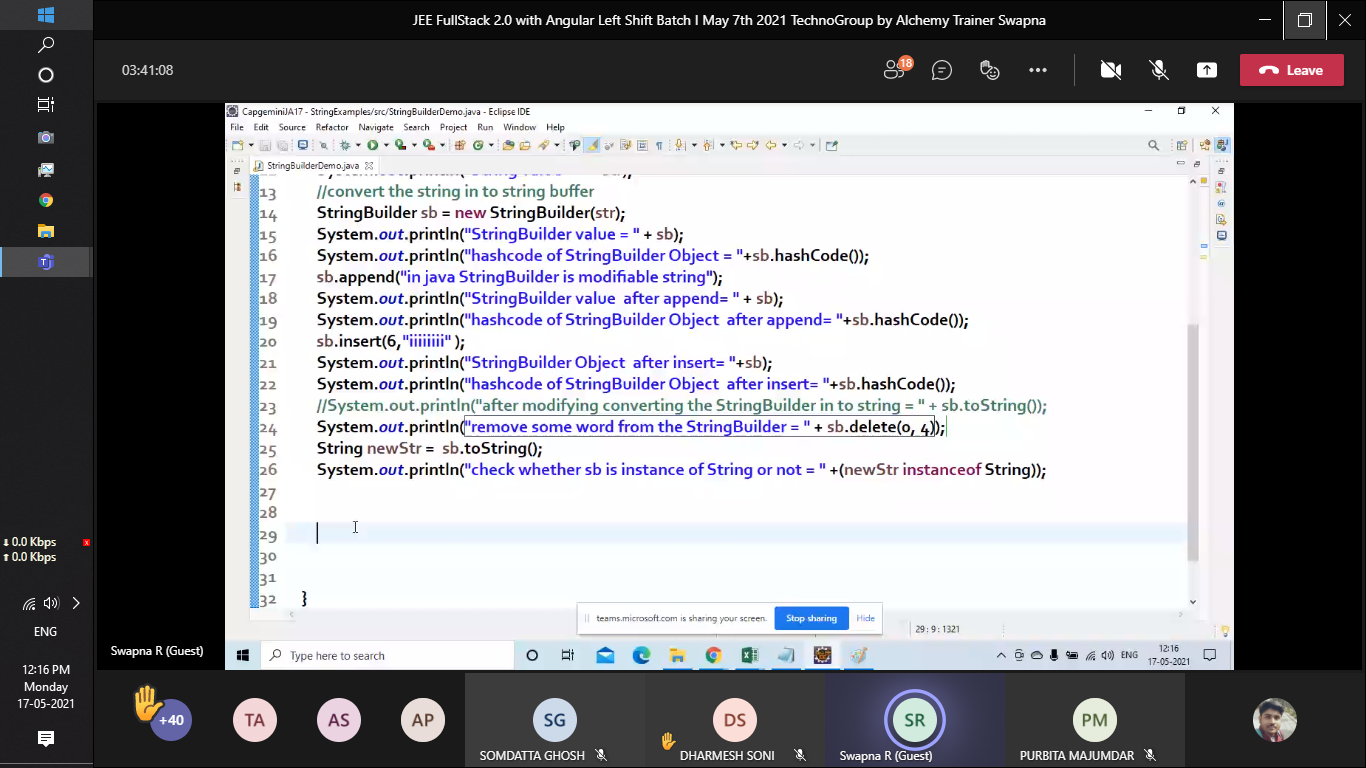 JEE FullStack 2.0 with Angular Left Shift Batch I May 7th 2021 TechnoGroup by Alchemy Trainer Swapna
03:41:08
18
Leave
CapgeminiJA17 - StringExamples/src/StringBuilderDemo.java - Eclipse IDE
File Edit Source Refactor Navigate Search Project Run Window Help
StringBuilderDemo.java
13 //convert the string in to string buffer
14 StringBuilder sb = new StringBuilder(str);
15 System.out.println("StringBuilder value = " + sb);
16 System.out.println("hashcode of StringBuilder Object = "+sb.hashCode());
17 sb.append("in java StringBuilder is modifiable string");
18 System.out.println("StringBuilder value  after append= " + sb);
19 System.out.println("hashcode of StringBuilder Object  after append= "+sb.hashCode());
20 sb.insert(6,"iiiiiiii" );
21 System.out.println("StringBuilder Object  after insert= "+sb);
22 System.out.println("hashcode of StringBuilder Object  after insert= "+sb.hashCode());
23 //System.out.println("after modifying converting the StringBuilder in to string = " + sb.toString());
24 System.out.println("remove some word from the StringBuilder = " + sb.delete(0, 4));
25 String newStr =  sb.toString();
26 System.out.println("check whether sb is instance of String or not = " +(newStr instanceof String));
27
28
29
30
31
32 }
teams.microsoft.com is sharing your screen. Stop sharing Hide
29 : 9 : 1321
Type here to search
ENG
12:16
17-05-2021
Swapna R (Guest)
0.0 Kbps
0.0 Kbps
ENG
12:16 PM
Monday
17-05-2021
+40
TA
AS
AP
SG
SOMDATTA GHOSH
DS
DHARMESH SONI
SR
Swapna R (Guest)
PM
PURBITA MAJUMDAR